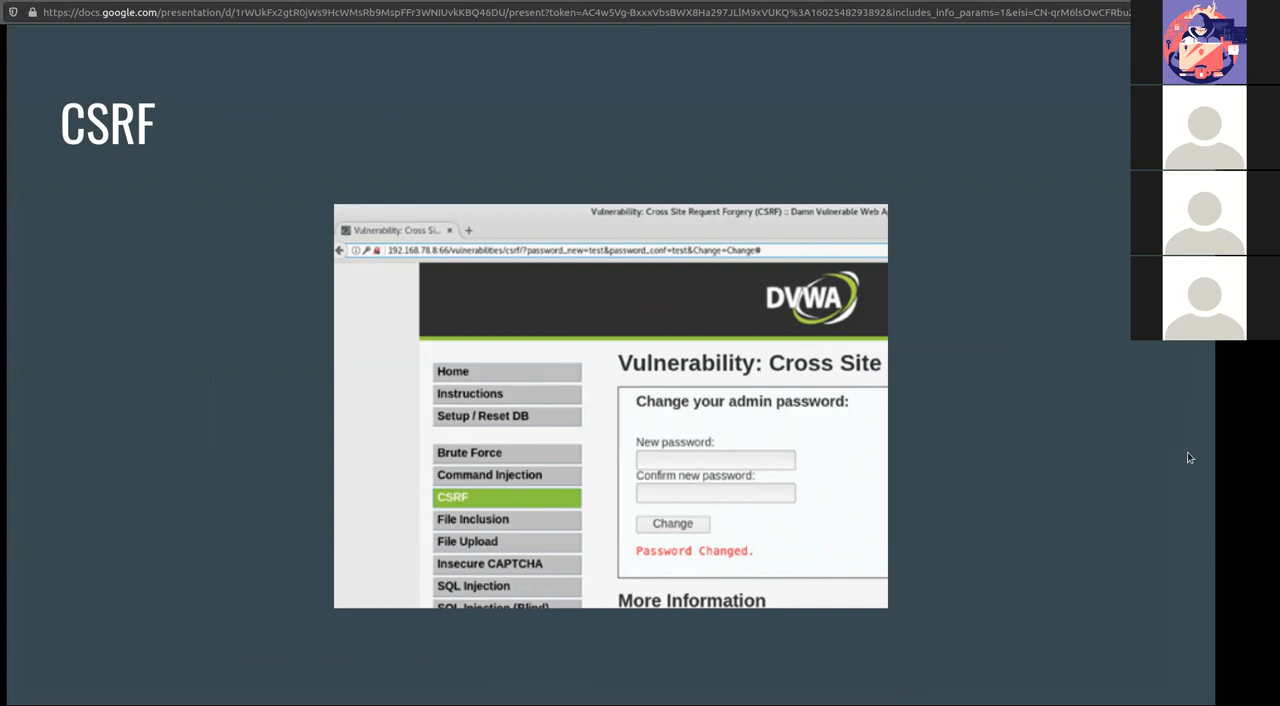 https://docs.google.com/presentation/d/1rWUkFx2gtR0jWs9HcWMsRb9MspFFr3WNIUvkKBQ46DU/present?token=AC4w5Vg-BxxxVbsBWX8Ha297JLlM9xVUKQ%3A1602548293892&includes_info_params=1&eisi=CN-qrM6lsOwCFRbu
CSRF
Vulnerability: Cross Site Request Forgery (CSRF) :: Damn Vulnerable Web A
Vulnerability: Cross Si...
192.168.78.8:66/vulnerabilities/csrf/?password_new=test&password_conf=test&Change=Change#
DVWA
Home
Instructions
Setup / Reset DB
Brute Force
Command Injection
CSRF
File Inclusion
File Upload
Insecure CAPTCHA
SQL Injection
SQL Injection (Blind)
Vulnerability: Cross Site
Change your admin password:
New password:
Confirm new password:
Change
Password Changed.
More Information